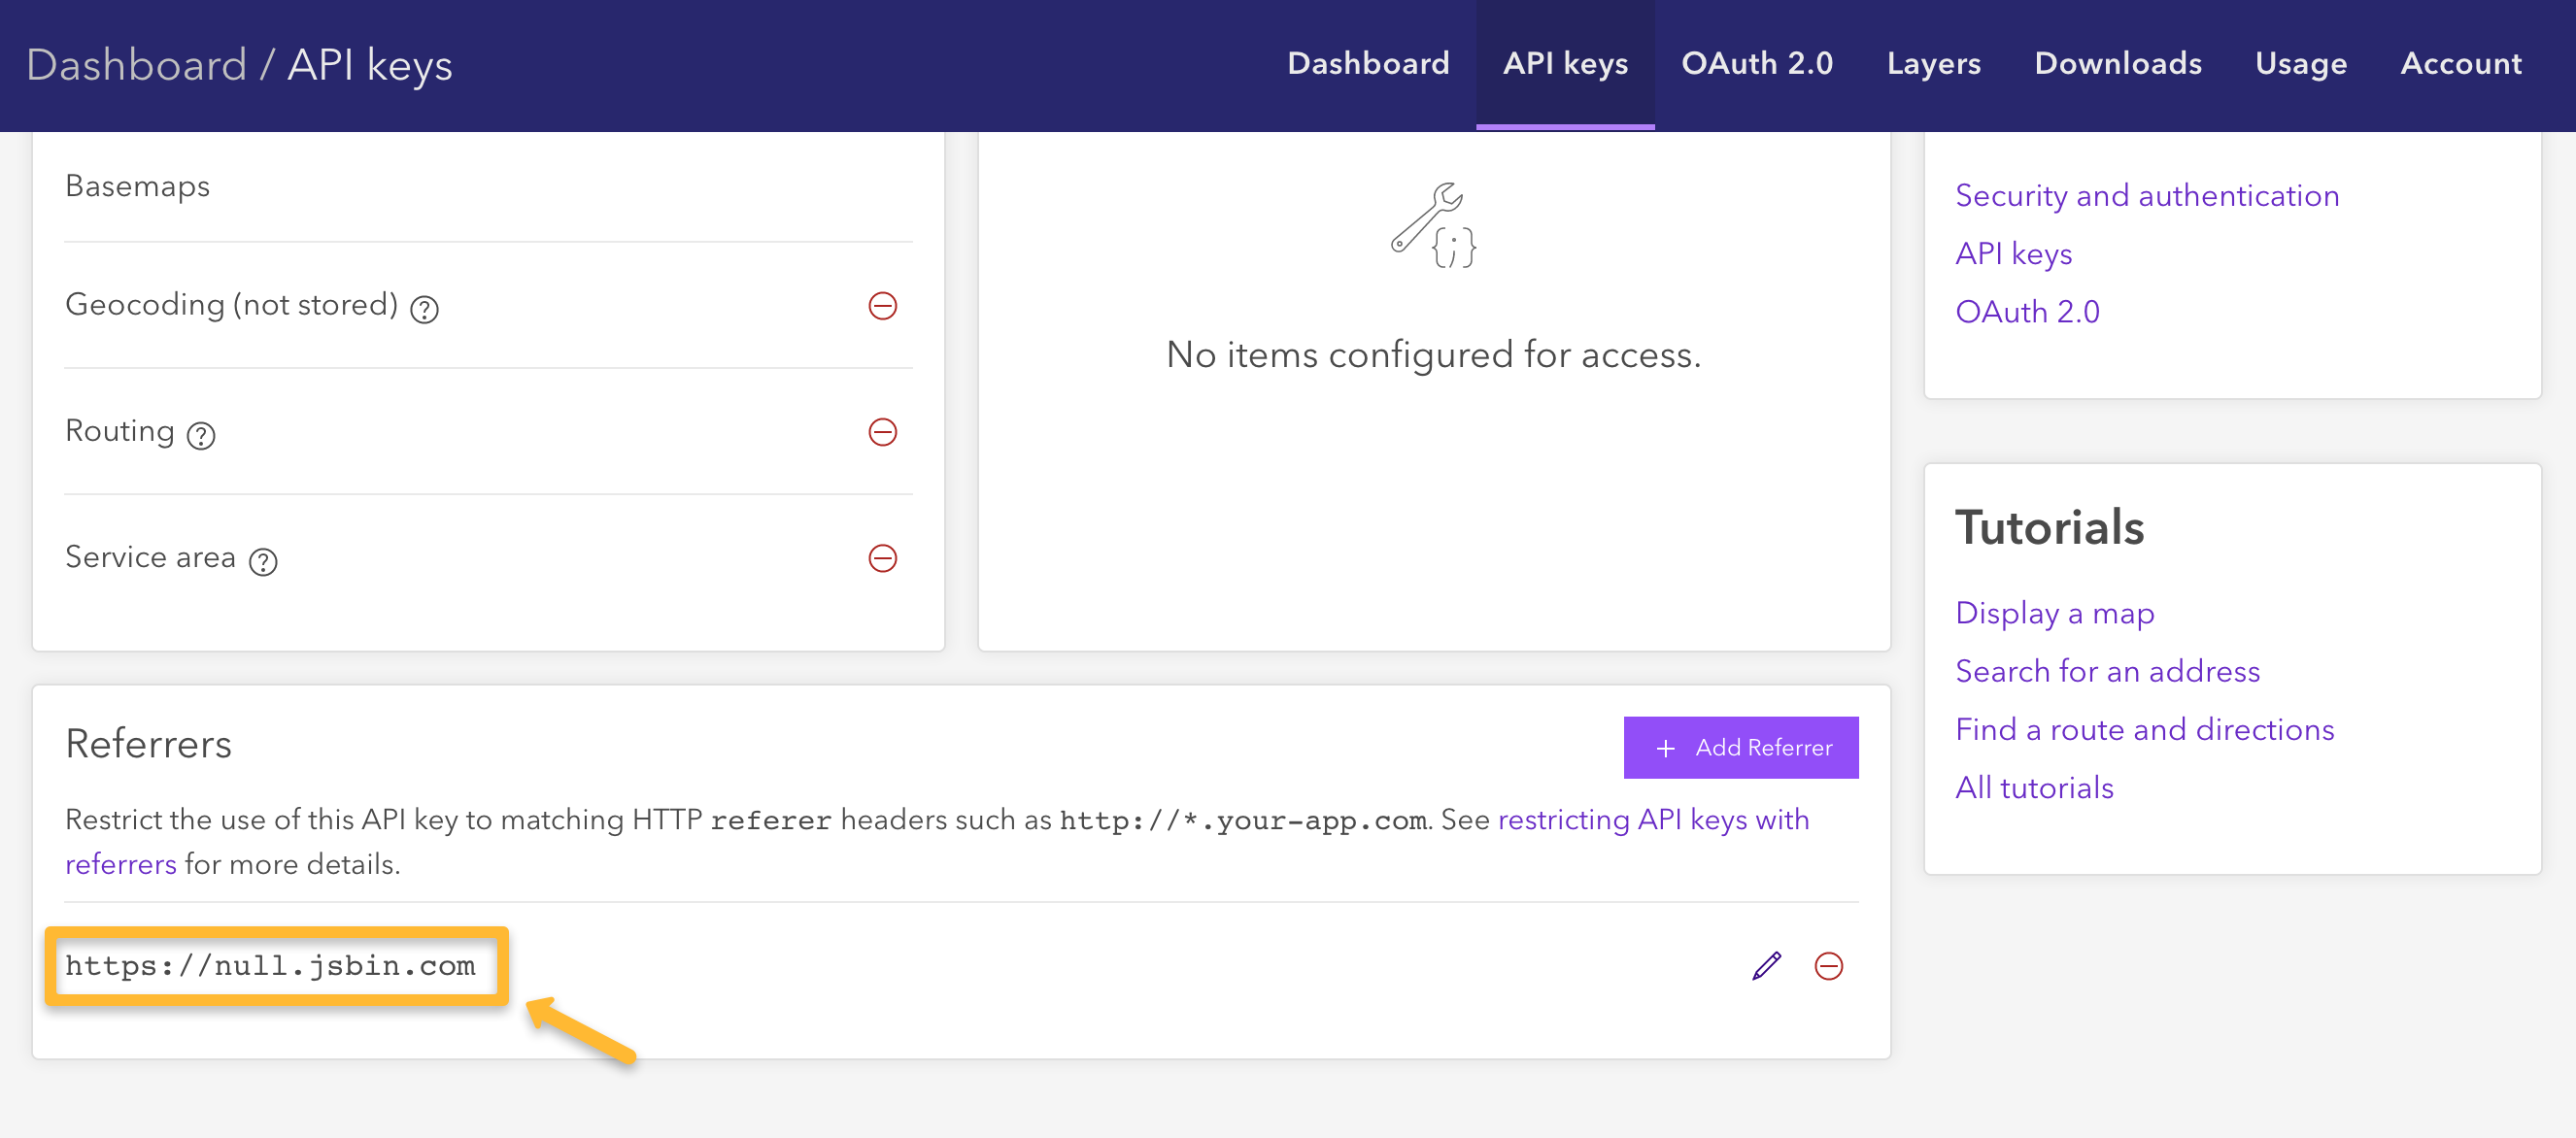 Dashboard / API keys
Dashboard API keys OAuth 2.0 Layers Downloads Usage Account
Basemaps
Geocoding (not stored) ?
Routing ?
Service area ?
{;}
No items configured for access.
Security and authentication
API keys
OAuth 2.0
Tutorials
Display a map
Search for an address
Find a route and directions
All tutorials
Referrers
+ Add Referrer
Restrict the use of this API key to matching HTTP referer headers such as http://*.your-app.com. See restricting API keys with
referrers for more details.
https://null.jsbin.com